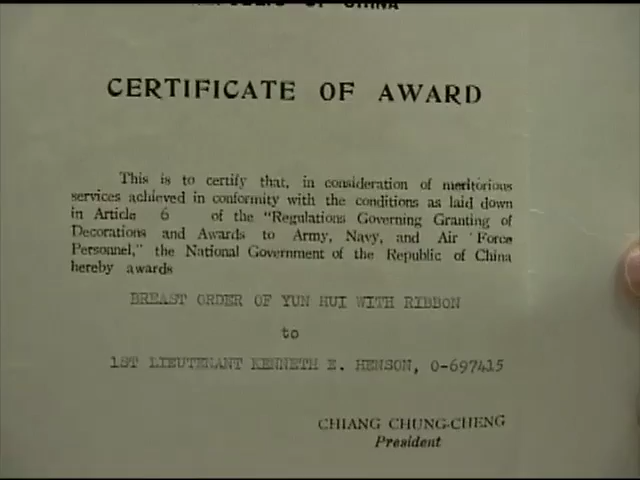 REPUBLIC OF CHINA
CERTIFICATE OF AWARD
This is to certify that, in consideration of meritorious
services achieved in conformity with the conditions as laid down
in Article 6 of the "Regulations Governing Granting of
Decorations and Awards to Army, Navy, and Air Force
Personnel," the National Government of the Republic of China
hereby awards
BREAST ORDER OF YUN HUI WITH RIBBON
to
1ST LIEUTENANT KENNETH E. HENSON, O-697415
CHIANG CHUNG-CHENG
President